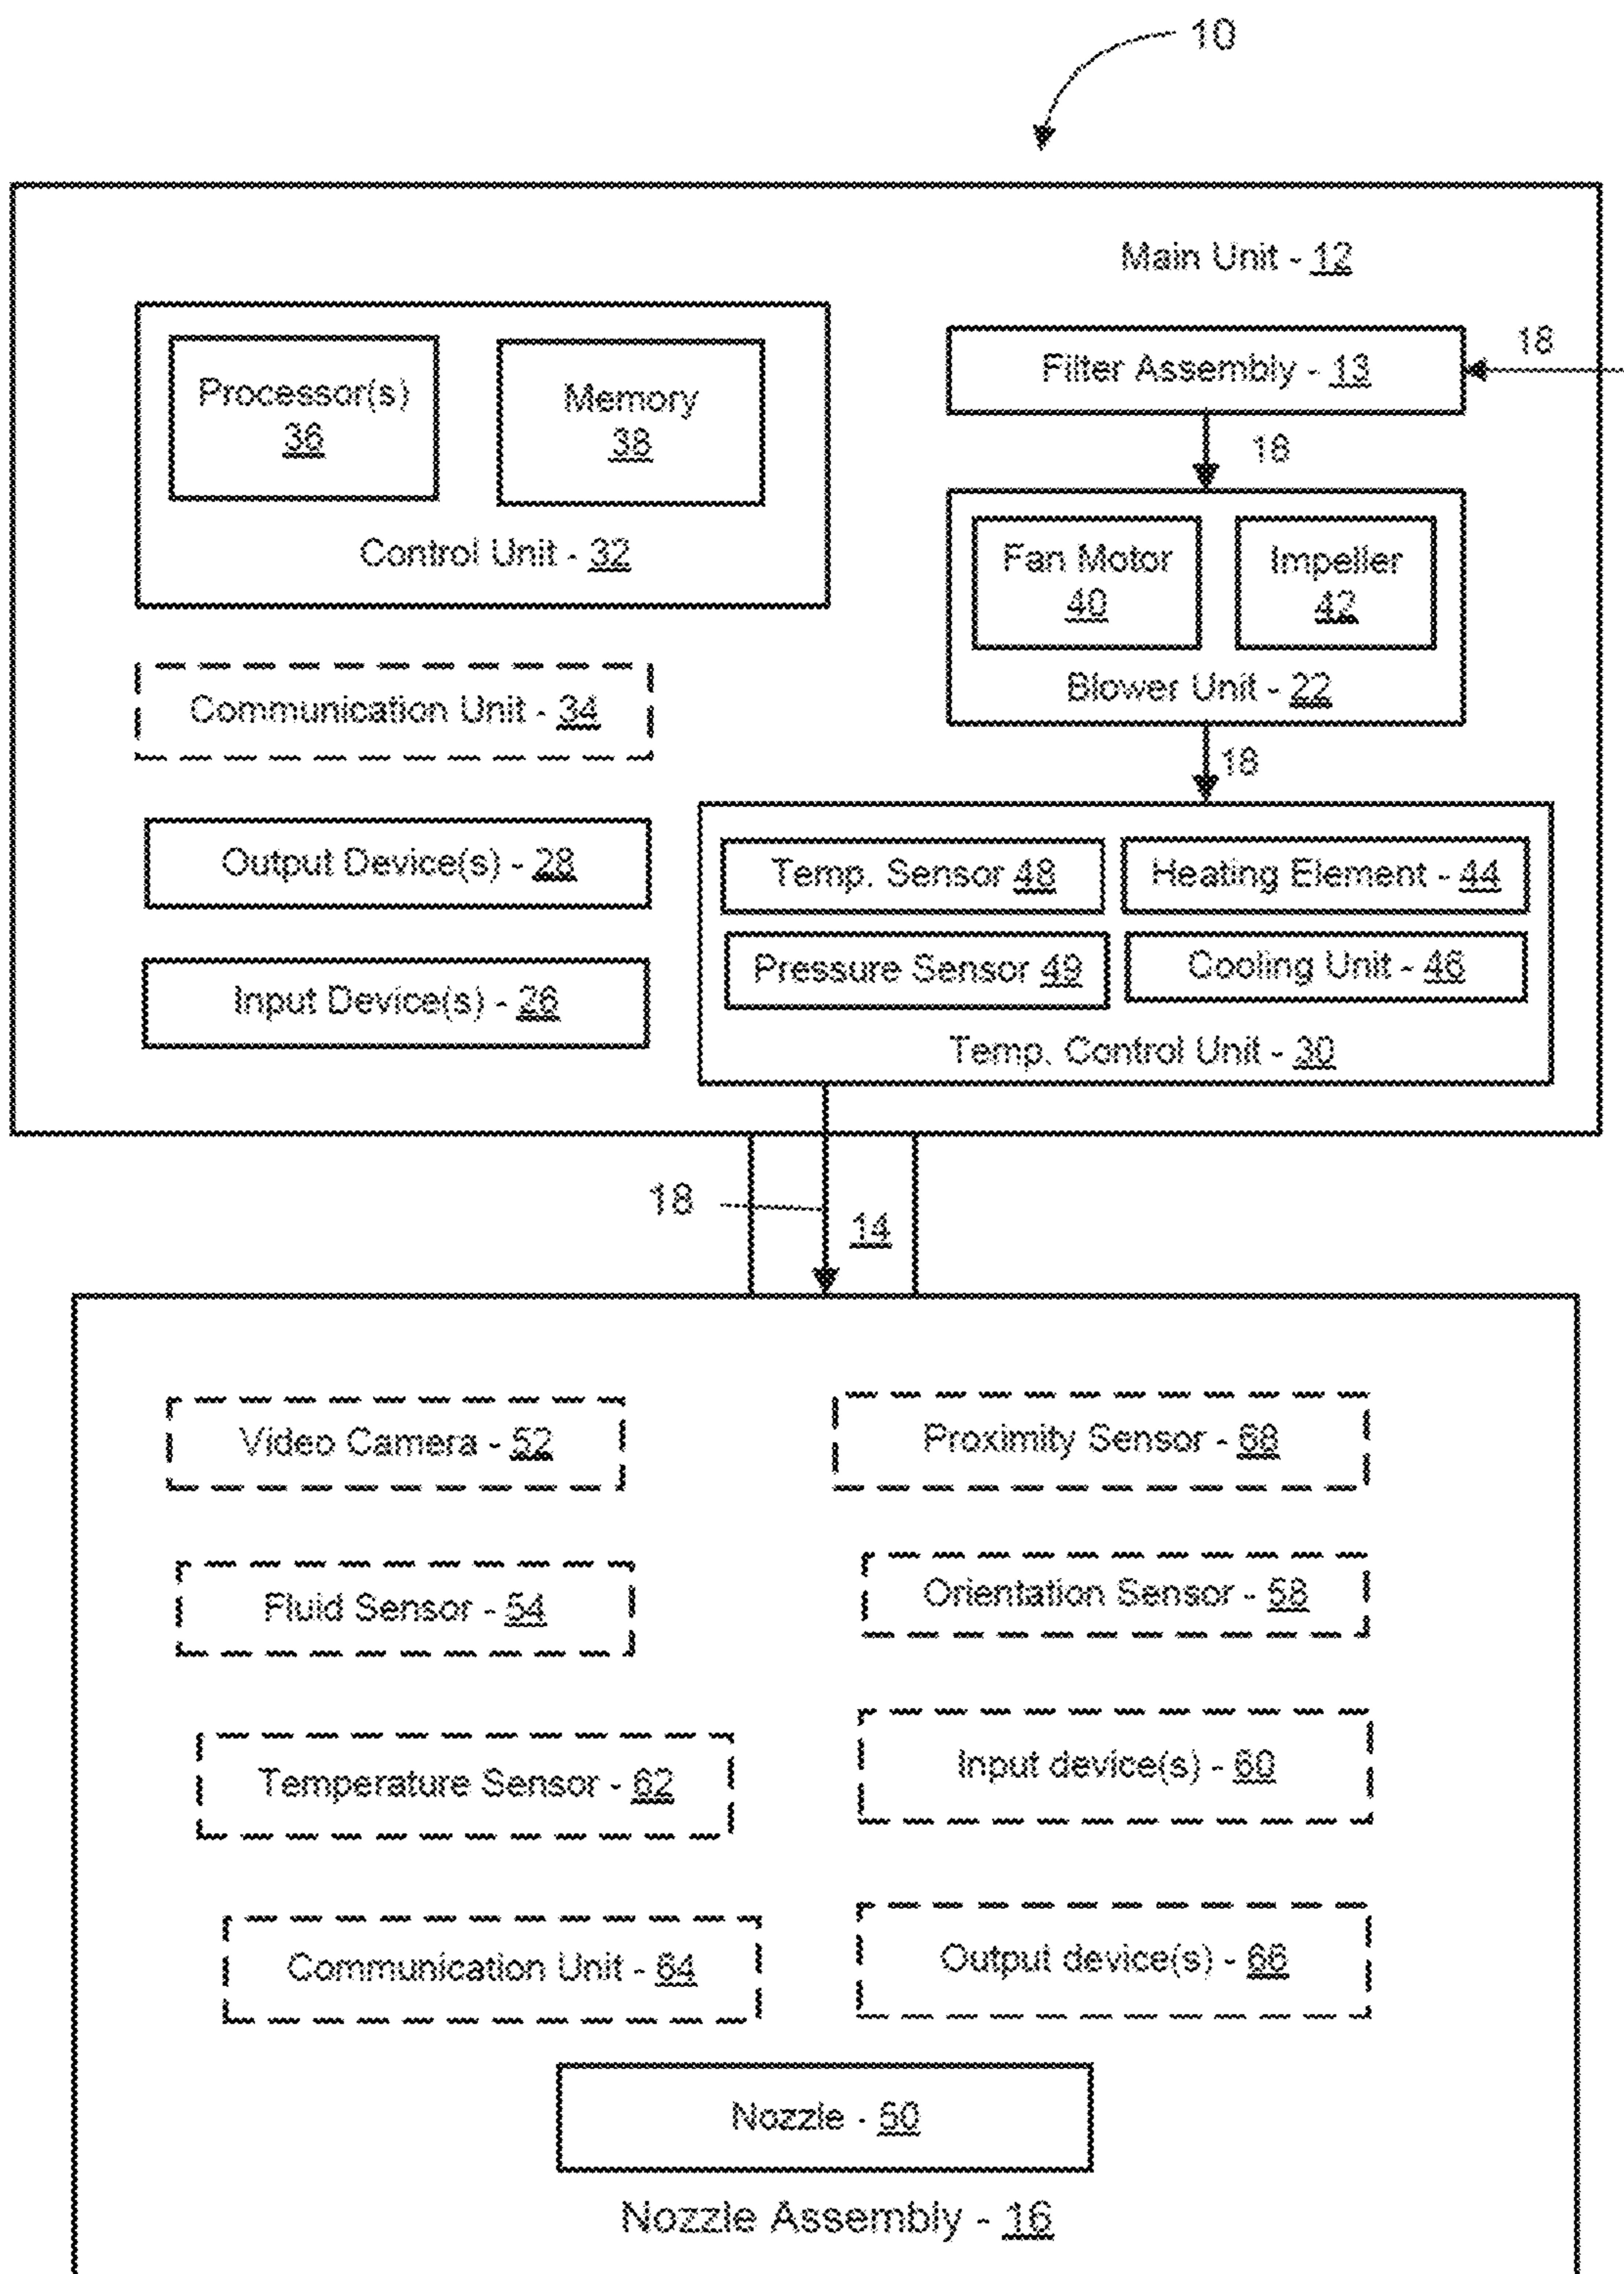 10
Main Unit - 12
Processor(s)
36
Memory
38
Control Unit - 32
Filter Assembly - 13
18
18
Fan Motor
40
Impeller
42
Blower Unit - 22
18
Communication Unit - 34
Output Device(s) - 28
Input Device(s) - 26
Temp. Sensor 48
Heating Element - 44
Pressure Sensor 49
Cooling Unit - 46
Temp. Control Unit - 30
18
14
Video Camera - 52
Proximity Sensor - 68
Fluid Sensor - 54
Orientation Sensor - 58
Temperature Sensor - 62
Input device(s) - 60
Communication Unit - 64
Output device(s) - 66
Nozzle - 50
Nozzle Assembly - 16